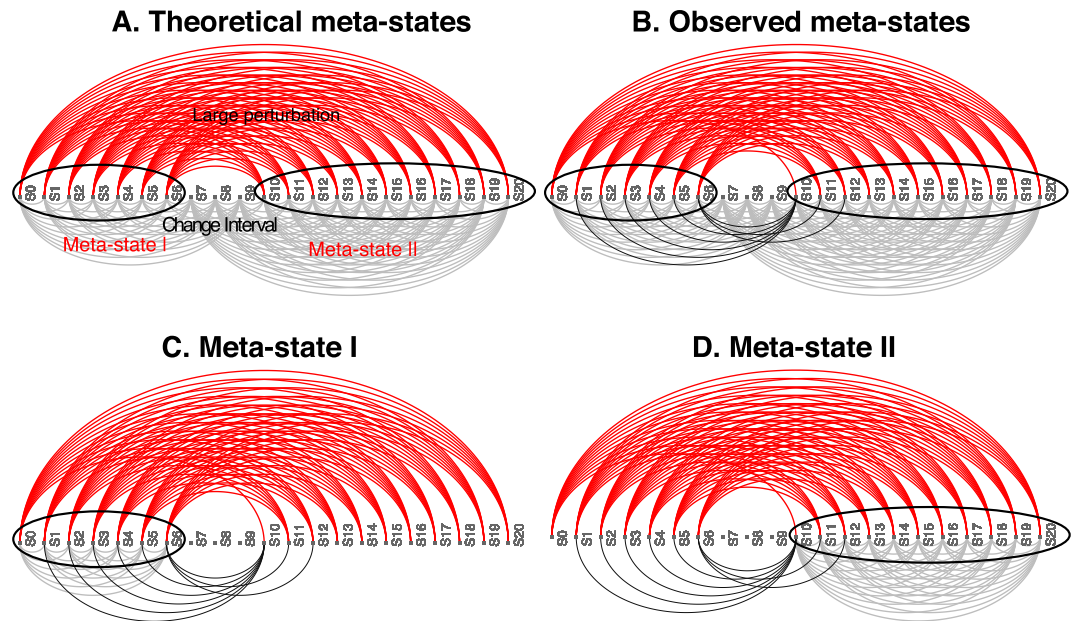 A. Theoretical meta-states
Large perturbation
S0 S1 S2 S3 S4 S5 S6 S7 S8 S9 S10 S11 S12 S13 S14 S15 S16 S17 S18 S19 S20
Change Interval
Meta-state I
Meta-state II
B. Observed meta-states
S0 S1 S2 S3 S4 S5 S6 S7 S8 S9 S10 S11 S12 S13 S14 S15 S16 S17 S18 S19 S20
C. Meta-state I
S0 S1 S2 S3 S4 S5 S6 S7 S8 S9 S10 S11 S12 S13 S14 S15 S16 S17 S18 S19 S20
D. Meta-state II
S0 S1 S2 S3 S4 S5 S6 S7 S8 S9 S10 S11 S12 S13 S14 S15 S16 S17 S18 S19 S20